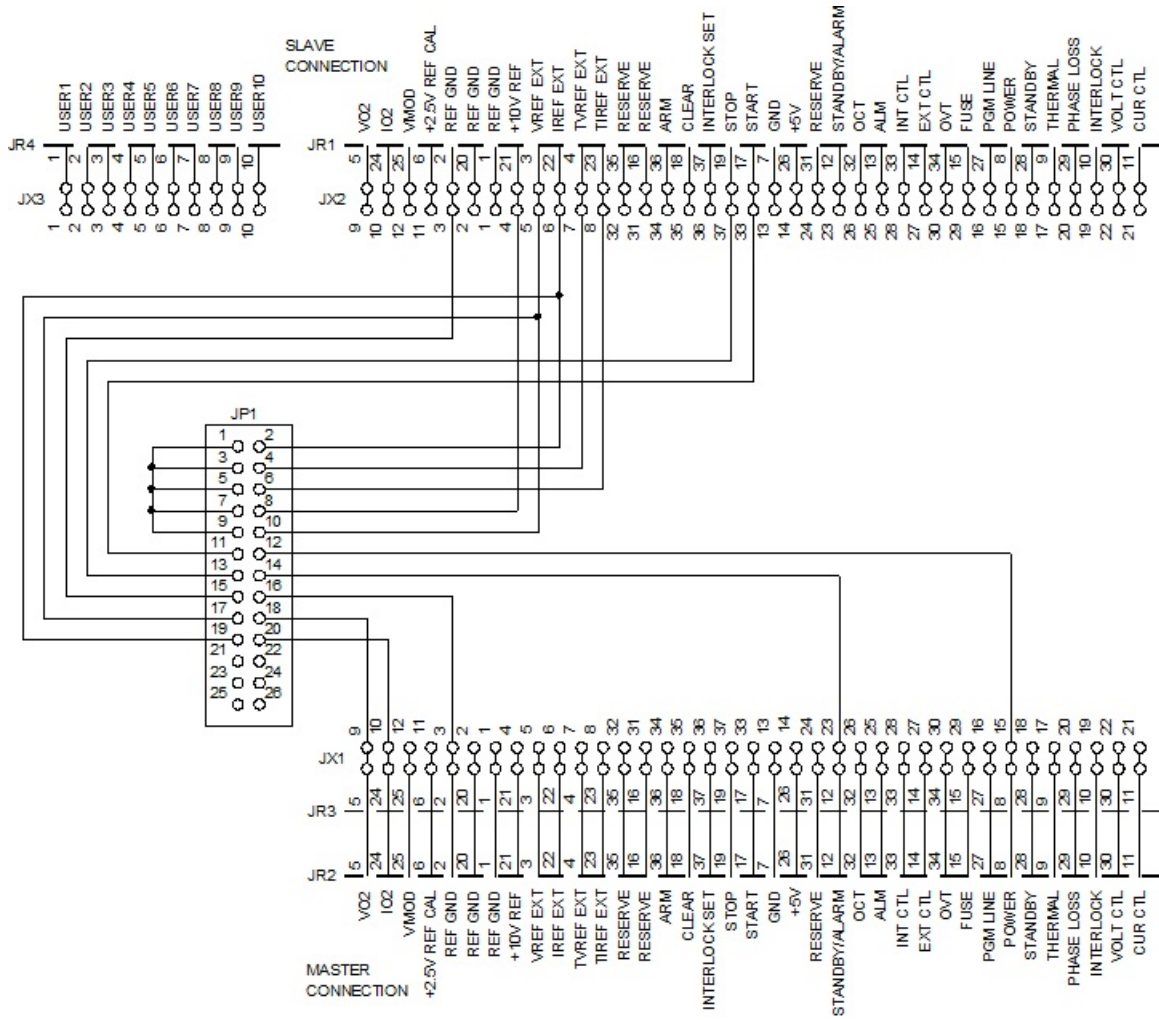 SLAVE
CONNECTION
USER1
USER2
USER3
USER4
USER5
USER6
USER7
USER8
USER9
USER10
VO2
IO2
VMOD
+2.5V REF CAL
REF GND
REF GND
REF GND
+10V REF
VREF EXT
IREF EXT
TVREF EXT
TIREF EXT
RESERVE
RESERVE
ARM
CLEAR
INTERLOCK SET
STOP
START
GND
+5V
RESERVE
STANDBY/ALARM
OCT
ALM
INT CTL
EXT CTL
OVT
FUSE
PGM LINE
POWER
STANDBY
THERMAL
PHASE LOSS
INTERLOCK
VOLT CTL
CUR CTL
JR4
1 2 3 4 5 6 7 8 9 10
JR1
5 24 25 6 2 20 1 21 3 22 4 23 35 16 36 18 37 19 17 7 26 31 12 32 13 33 14 34 15 27 8 28 9 29 10 30 11
JX3
1 2 3 4 5 6 7 8 9 10
JX2
9 10 12 11 3 2 1 4 5 6 7 8 32 31 34 35 36 37 33 13 14 24 23 26 25 28 27 30 29 16 15 18 17 20 19 22 21
JP1
1 2
3 4
5 6
7 8
9 10
11 12
13 14
15 16
17 18
19 20
21 22
23 24
25 26
9 10 12 11 3 2 1 4 5 6 7 8 32 31 34 35 36 37 33 13 14 24 23 26 25 28 27 30 29 16 15 18 17 20 19 22 21
JX1
JR3
5 24 25 6 2 20 1 21 3 22 4 23 35 16 36 18 37 19 17 7 26 31 12 32 13 33 14 34 15 27 8 28 9 29 10 30 11
JR2
5 24 25 6 2 20 1 21 3 22 4 23 35 16 36 18 37 19 17 7 26 31 12 32 13 33 14 34 15 27 8 28 9 29 10 30 11
VO2
IO2
VMOD
+2.5V REF CAL
REF GND
REF GND
REF GND
+10V REF
VREF EXT
IREF EXT
TVREF EXT
TIREF EXT
RESERVE
RESERVE
ARM
CLEAR
INTERLOCK SET
STOP
START
GND
+5V
RESERVE
STANDBY/ALARM
OCT
ALM
INT CTL
EXT CTL
OVT
FUSE
PGM LINE
POWER
STANDBY
THERMAL
PHASE LOSS
INTERLOCK
VOLT CTL
CUR CTL
MASTER
CONNECTION